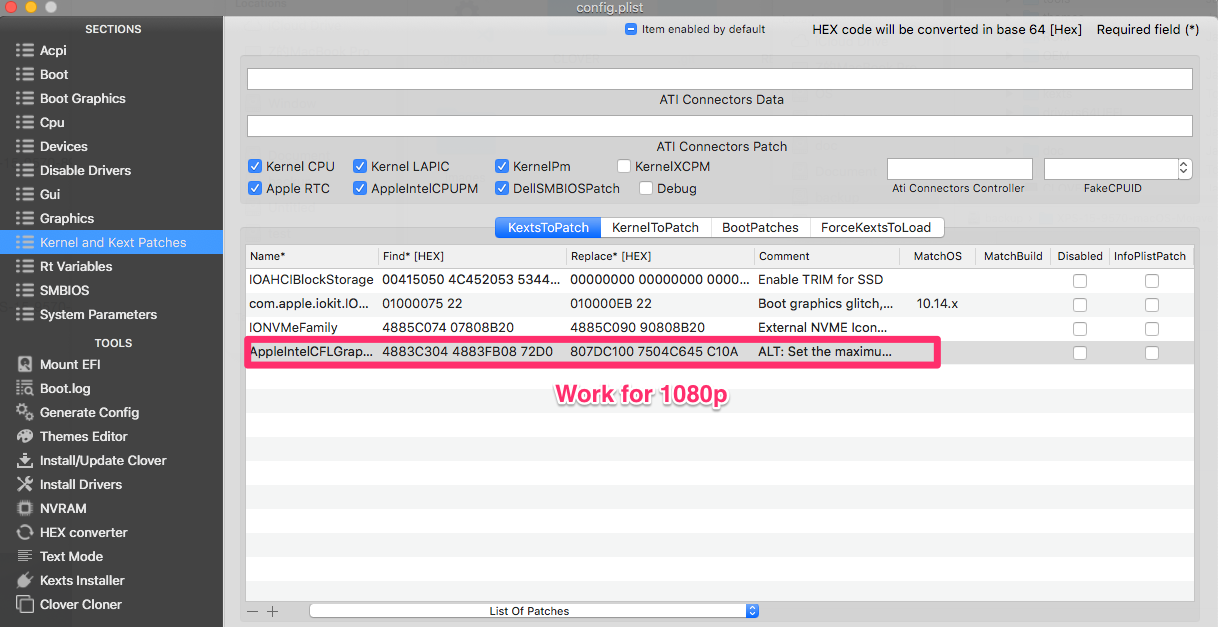 config.plist
SECTIONS
Acpi
Boot
Boot Graphics
Cpu
Devices
Disable Drivers
Gui
Graphics
Kernel and Kext Patches
Rt Variables
SMBIOS
System Parameters
TOOLS
Mount EFI
Boot.log
Generate Config
Themes Editor
Install/Update Clover
Install Drivers
NVRAM
HEX converter
Text Mode
Kexts Installer
Clover Cloner
Item enabled by default HEX code will be converted in base 64 [Hex] Required field (*)
ATI Connectors Data
ATI Connectors Patch
Kernel CPU Kernel LAPIC KernelPm KernelXCPM
Apple RTC AppleIntelCPUPM DellSMBIOSPatch Debug
Ati Connectors Controller FakeCPUID
KextsToPatch KernelToPatch BootPatches ForceKextsToLoad
Name* Find* [HEX] Replace* [HEX] Comment MatchOS MatchBuild Disabled InfoPlistPatch
IOAHCIBlockStorage 00415050 4C452053 5344... 00000000 00000000 0000... Enable TRIM for SSD
com.apple.iokit.IO... 01000075 22 010000EB 22 Boot graphics glitch,... 10.14.x
IONVMeFamily 4885C074 07808B20 4885C090 90808B20 External NVME Icon...
AppleIntelCFLGrap... 4883C304 4883FB08 72D0 807DC100 7504C645 C10A ALT: Set the maximu...
Work for 1080p
List Of Patches